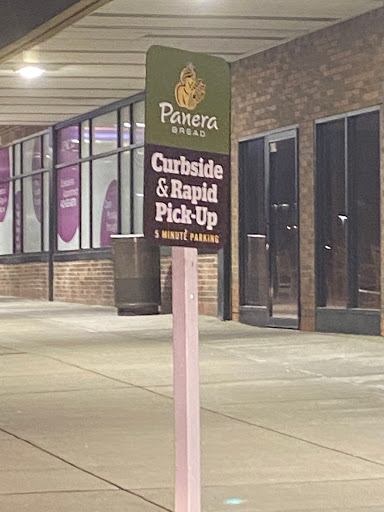 Panera
BREAD
Curbside
& Rapid
Pick-Up
5 MINUTE PARKING